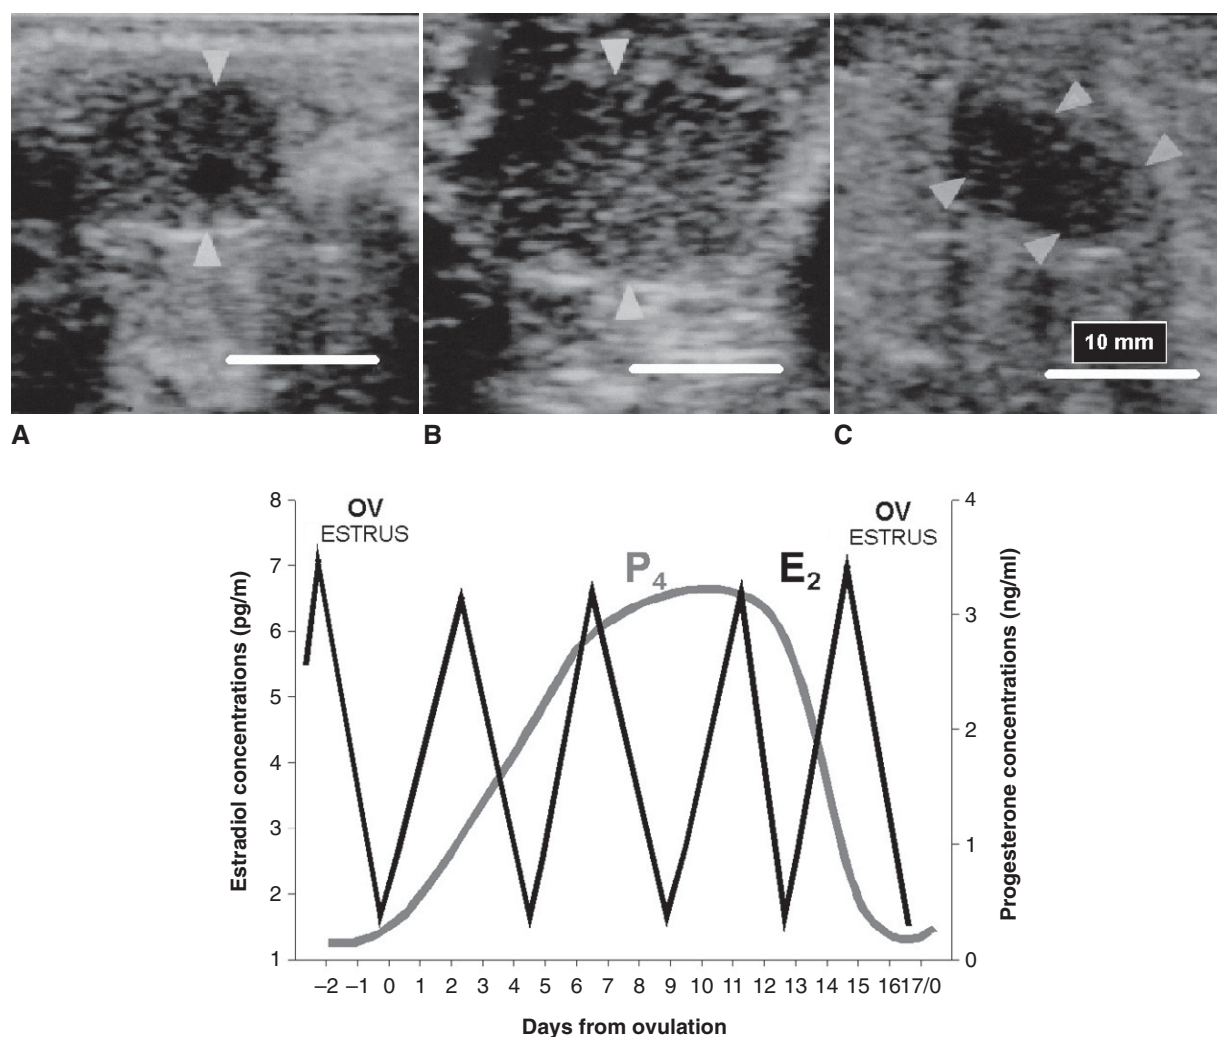 10 mm
A
B
C
8
7
6
5
4
3
2
1
Estradiol concentrations (pg/m)
OV
ESTRUS
P4
E2
OV
ESTRUS
4
3
2
1
0
Progesterone concentrations (ng/ml)
–2 –1 0 1 2 3 4 5 6 7 8 9 10 11 12 13 14 15 1617/0
Days from ovulation